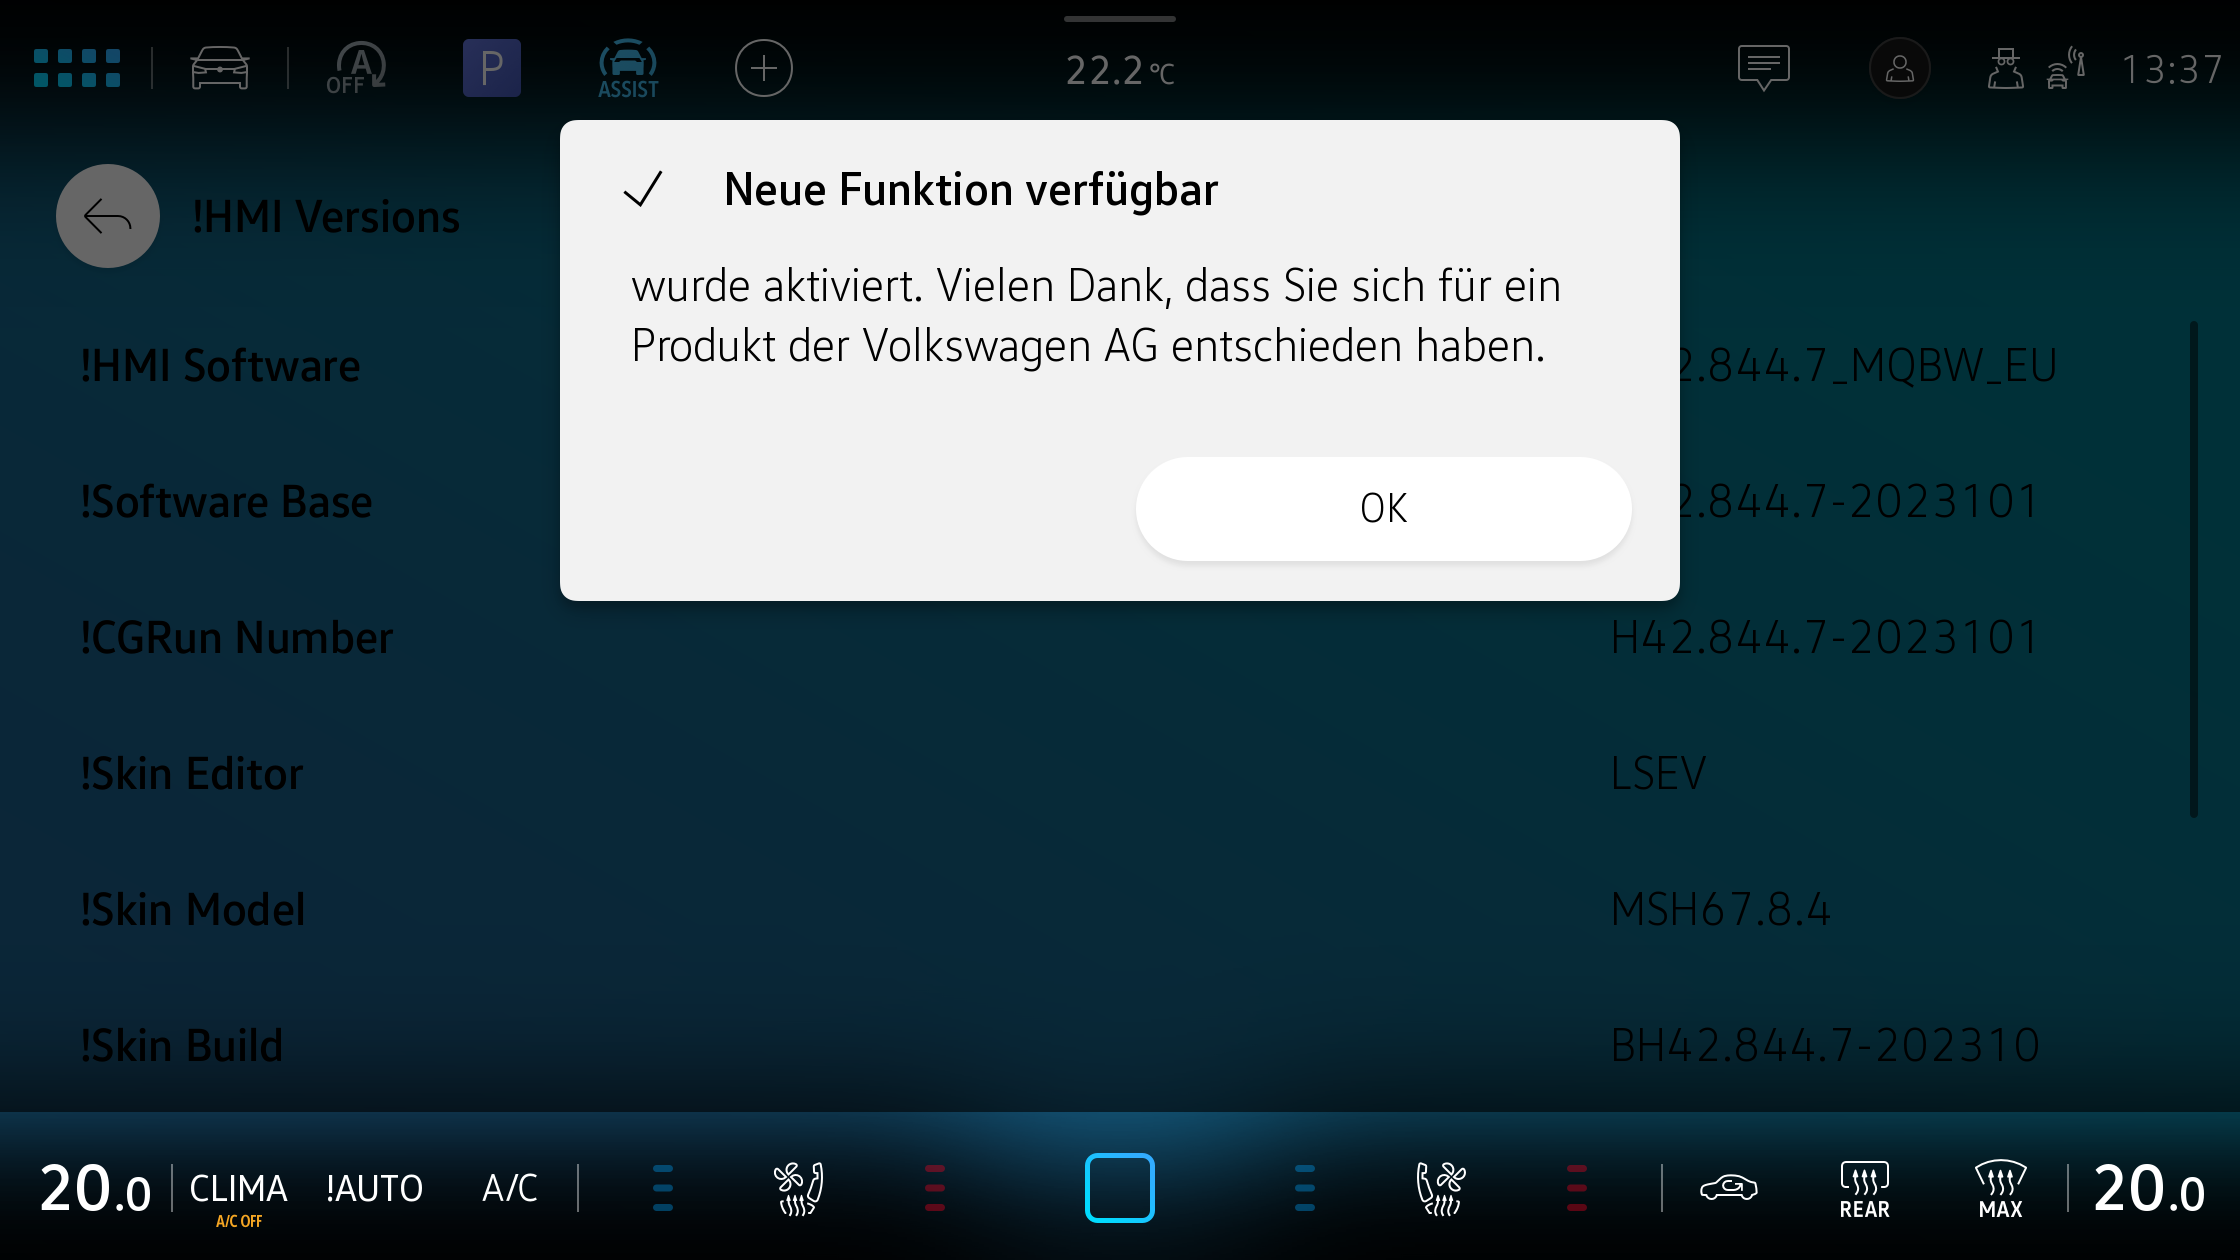 A
OFF
P
ASSIST
22.2 °C
13:37
!HMI Versions
Neue Funktion verfügbar
wurde aktiviert. Vielen Dank, dass Sie sich für ein
Produkt der Volkswagen AG entschieden haben.
OK
!HMI Software
2.844.7_MQBW_EU
!Software Base
2.844.7-2023101
!CGRun Number
H42.844.7-2023101
!Skin Editor
LSEV
!Skin Model
MSH67.8.4
!Skin Build
BH42.844.7-202310
20.0
CLIMA
A/C OFF
!AUTO
A/C
REAR
MAX
20.0